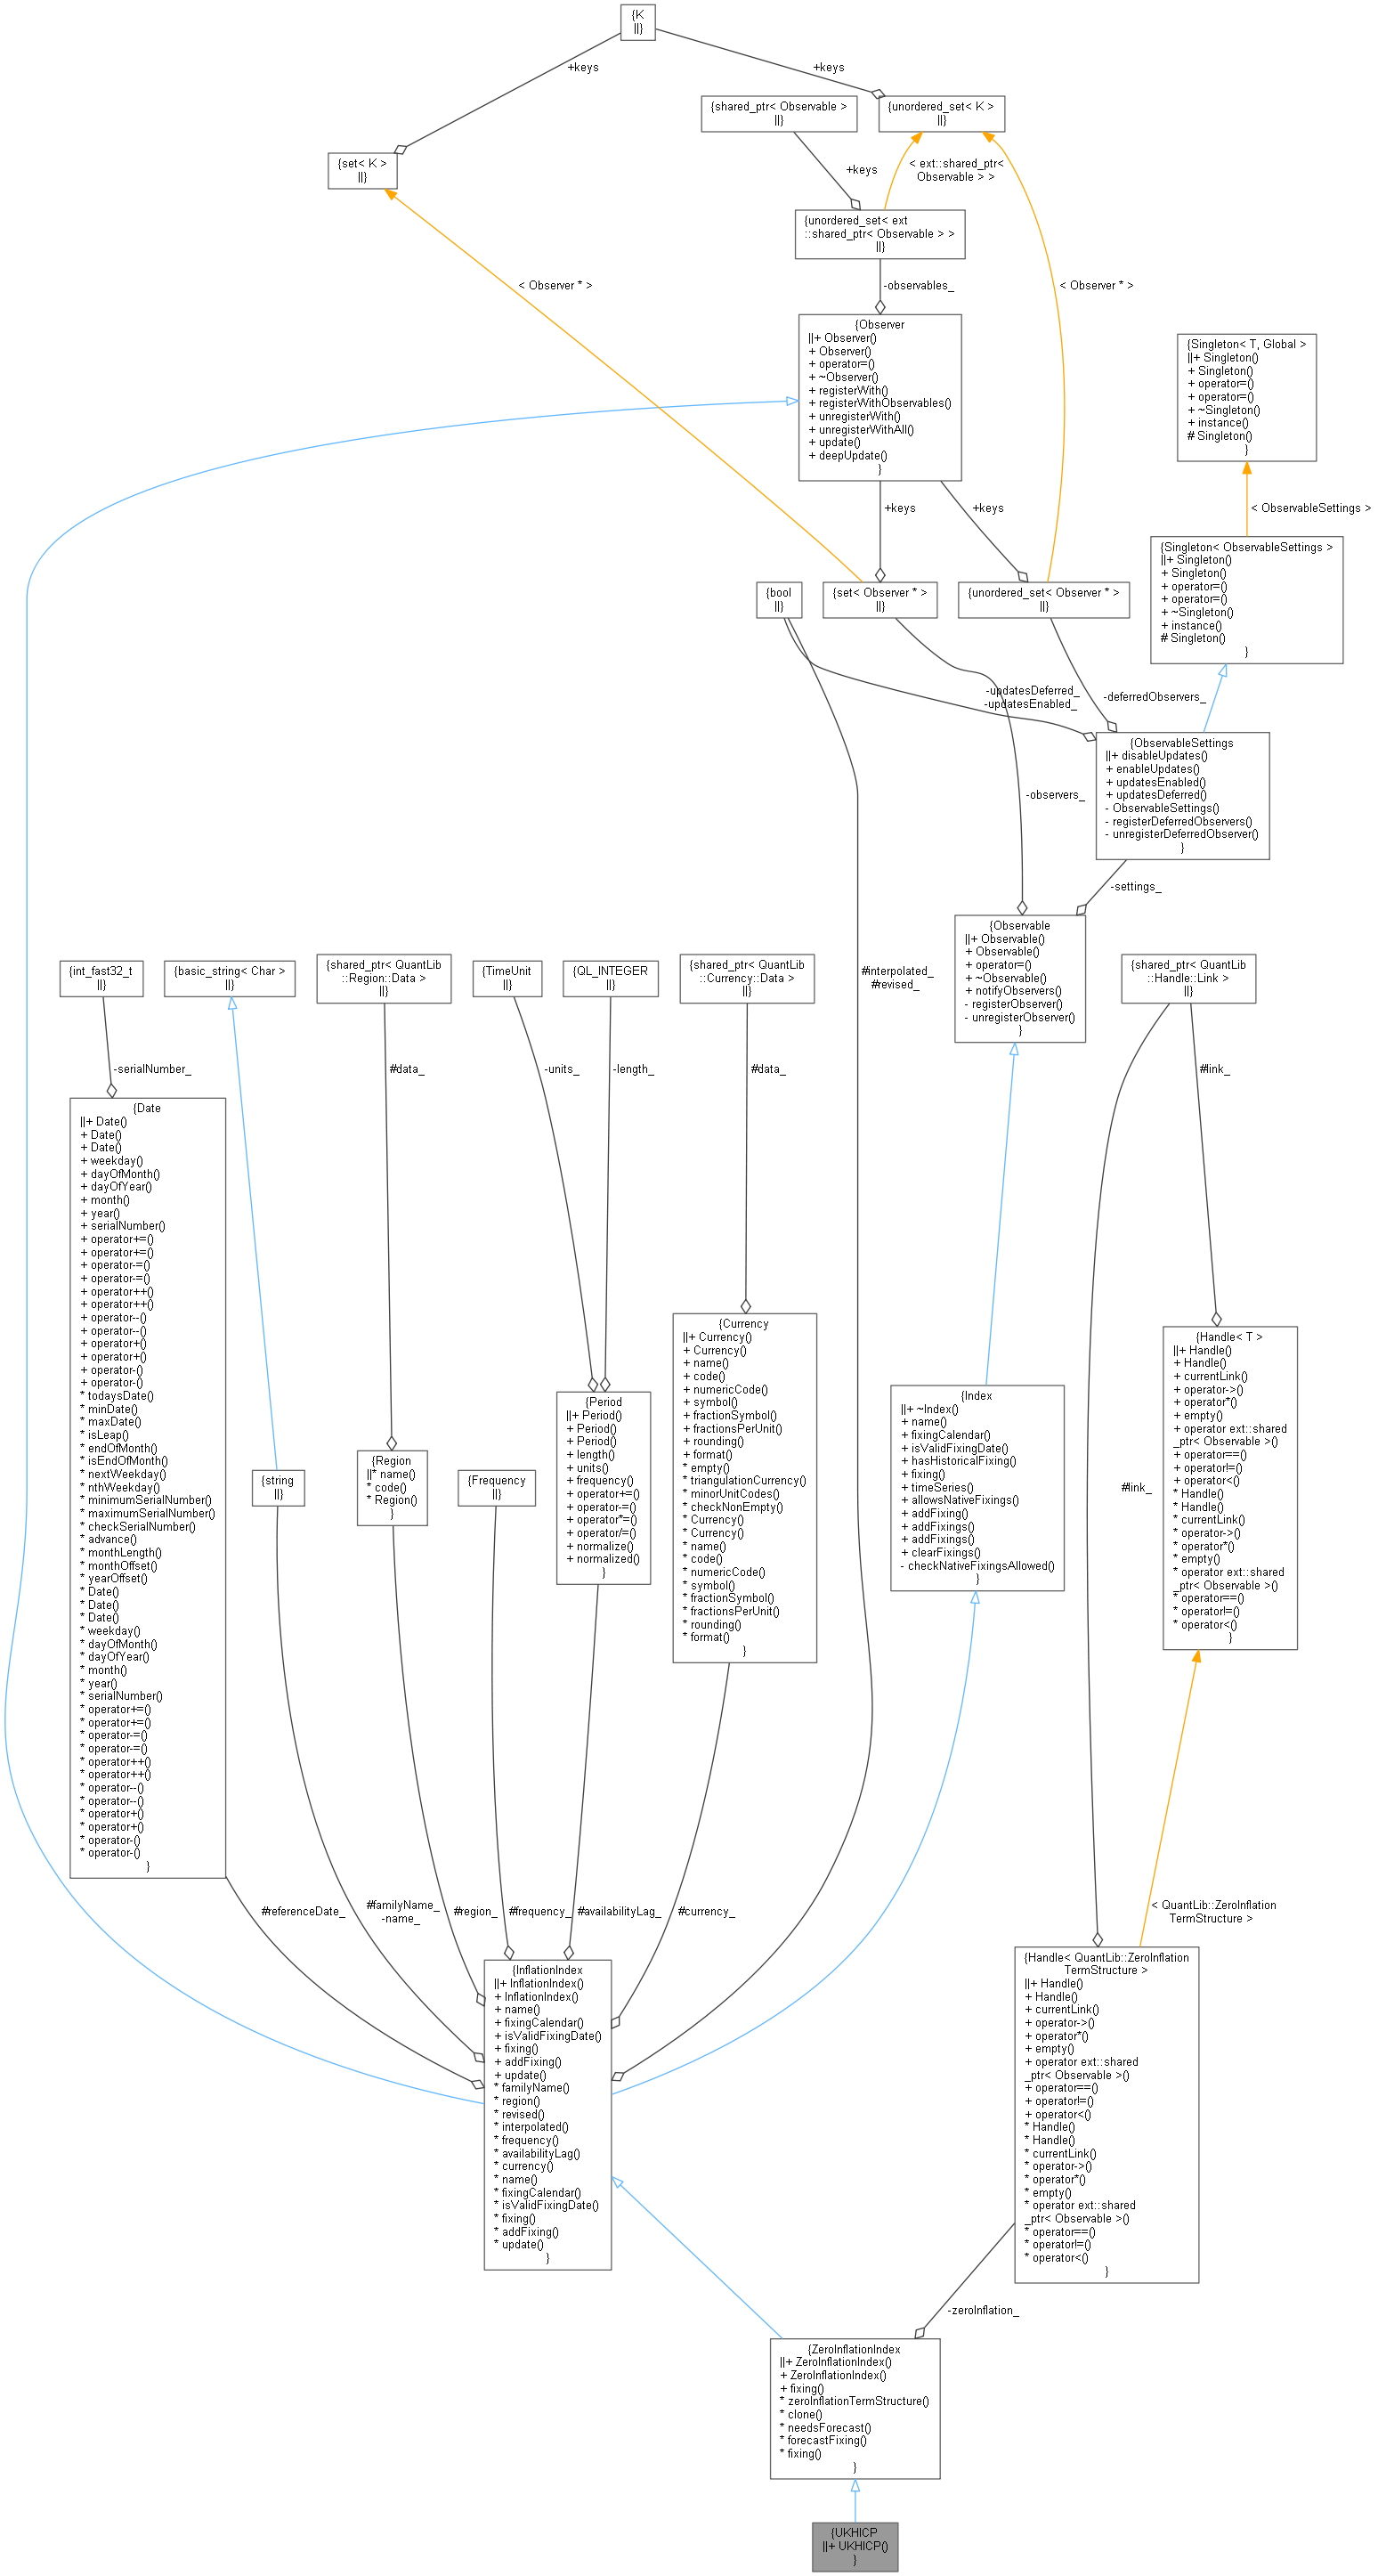 {K
||}
+keys
+keys
{shared_ptr< Observable >
||}
{unordered_set< K >
||}
{set< K >
||}
+keys
< ext::shared_ptr<
Observable > >
{unordered_set< ext
::shared_ptr< Observable > >
||}
< Observer * >
-observables_
< Observer * >
{Observer
||+ Observer()
+ Observer()
+ operator=()
+ ~Observer()
+ registerWith()
+ registerWithObservables()
+ unregisterWith()
+ unregisterWithAll()
+ update()
+ deepUpdate()
}
{Singleton< T, Global >
||+ Singleton()
+ Singleton()
+ operator=()
+ operator=()
+ ~Singleton()
+ instance()
# Singleton()
}
+keys
+keys
< ObservableSettings >
{Singleton< ObservableSettings >
||+ Singleton()
+ Singleton()
+ operator=()
+ operator=()
+ ~Singleton()
+ instance()
# Singleton()
}
{bool
||}
{set< Observer * >
||}
{unordered_set< Observer * >
||}
-updatesDeferred_
-updatesEnabled_
-deferredObservers_
{ObservableSettings
||+ disableUpdates()
+ enableUpdates()
+ updatesEnabled()
+ updatesDeferred()
- ObservableSettings()
- registerDeferredObservers()
- unregisterDeferredObserver()
}
-observers_
-settings_
{Observable
||+ Observable()
+ Observable()
+ operator=()
+ ~Observable()
+ notifyObservers()
- registerObserver()
- unregisterObserver()
}
{int_fast32_t
||}
{basic_string< Char >
||}
{shared_ptr< QuantLib
::Region::Data >
||}
{TimeUnit
||}
{QL_INTEGER
||}
{shared_ptr< QuantLib
::Currency::Data >
||}
#interpolated_
#revised_
{shared_ptr< QuantLib
::Handle::Link >
||}
-serialNumber_
#data_
-units_
-length_
#data_
#link_
{Date
||+ Date()
+ Date()
+ Date()
+ weekday()
+ dayOfMonth()
+ dayOfYear()
+ month()
+ year()
+ serialNumber()
+ operator+=()
+ operator+=()
+ operator-=()
+ operator-=()
+ operator++()
+ operator++()
+ operator--()
+ operator--()
+ operator+()
+ operator+()
+ operator-()
+ operator-()
* todaysDate()
* minDate()
* maxDate()
* isLeap()
* endOfMonth()
* isEndOfMonth()
* nextWeekday()
* nthWeekday()
* minimumSerialNumber()
* maximumSerialNumber()
* checkSerialNumber()
* advance()
* monthLength()
* monthOffset()
* yearOffset()
* Date()
* Date()
* Date()
* weekday()
* dayOfMonth()
* dayOfYear()
* month()
* year()
* serialNumber()
* operator+=()
* operator+=()
* operator-=()
* operator-=()
* operator++()
* operator++()
* operator--()
* operator--()
* operator+()
* operator+()
* operator-()
* operator-()
}
{string
||}
{Region
||* name()
* code()
* Region()
}
{Frequency
||}
{Period
||+ Period()
+ Period()
+ Period()
+ length()
+ units()
+ frequency()
+ operator+=()
+ operator-=()
+ operator*=()
+ operator/=()
+ normalize()
+ normalized()
}
{Currency
||+ Currency()
+ Currency()
+ name()
+ code()
+ numericCode()
+ symbol()
+ fractionSymbol()
+ fractionsPerUnit()
+ rounding()
+ format()
* empty()
* triangulationCurrency()
* minorUnitCodes()
* checkNonEmpty()
* Currency()
* Currency()
* name()
* code()
* numericCode()
* symbol()
* fractionSymbol()
* fractionsPerUnit()
* rounding()
* format()
}
{Index
||+ ~Index()
+ name()
+ fixingCalendar()
+ isValidFixingDate()
+ hasHistoricalFixing()
+ fixing()
+ timeSeries()
+ allowsNativeFixings()
+ addFixing()
+ addFixings()
+ addFixings()
+ clearFixings()
- checkNativeFixingsAllowed()
}
#link_
{Handle< T >
||+ Handle()
+ Handle()
+ currentLink()
+ operator->()
+ operator*()
+ empty()
+ operator ext::shared
_ptr< Observable >()
+ operator==()
+ operator!=()
+ operator<()
* Handle()
* Handle()
* currentLink()
* operator->()
* operator*()
* empty()
* operator ext::shared
_ptr< Observable >()
* operator==()
* operator!=()
* operator<()
}
#referenceDate_
#familyName_
-name_
#region_
#frequency_
#availabilityLag_
#currency_
< QuantLib::ZeroInflation
TermStructure >
{InflationIndex
||+ InflationIndex()
+ InflationIndex()
+ name()
+ fixingCalendar()
+ isValidFixingDate()
+ fixing()
+ addFixing()
+ update()
* familyName()
* region()
* revised()
* interpolated()
* frequency()
* availabilityLag()
* currency()
* name()
* fixingCalendar()
* isValidFixingDate()
* fixing()
* addFixing()
* update()
}
{Handle< QuantLib::ZeroInflation
TermStructure >
||+ Handle()
+ Handle()
+ currentLink()
+ operator->()
+ operator*()
+ empty()
+ operator ext::shared
_ptr< Observable >()
+ operator==()
+ operator!=()
+ operator<()
* Handle()
* Handle()
* currentLink()
* operator->()
* operator*()
* empty()
* operator ext::shared
_ptr< Observable >()
* operator==()
* operator!=()
* operator<()
}
-zeroInflation_
{ZeroInflationIndex
||+ ZeroInflationIndex()
+ ZeroInflationIndex()
+ fixing()
* zeroInflationTermStructure()
* clone()
* needsForecast()
* forecastFixing()
* fixing()
}
{UKHICP
||+ UKHICP()
}